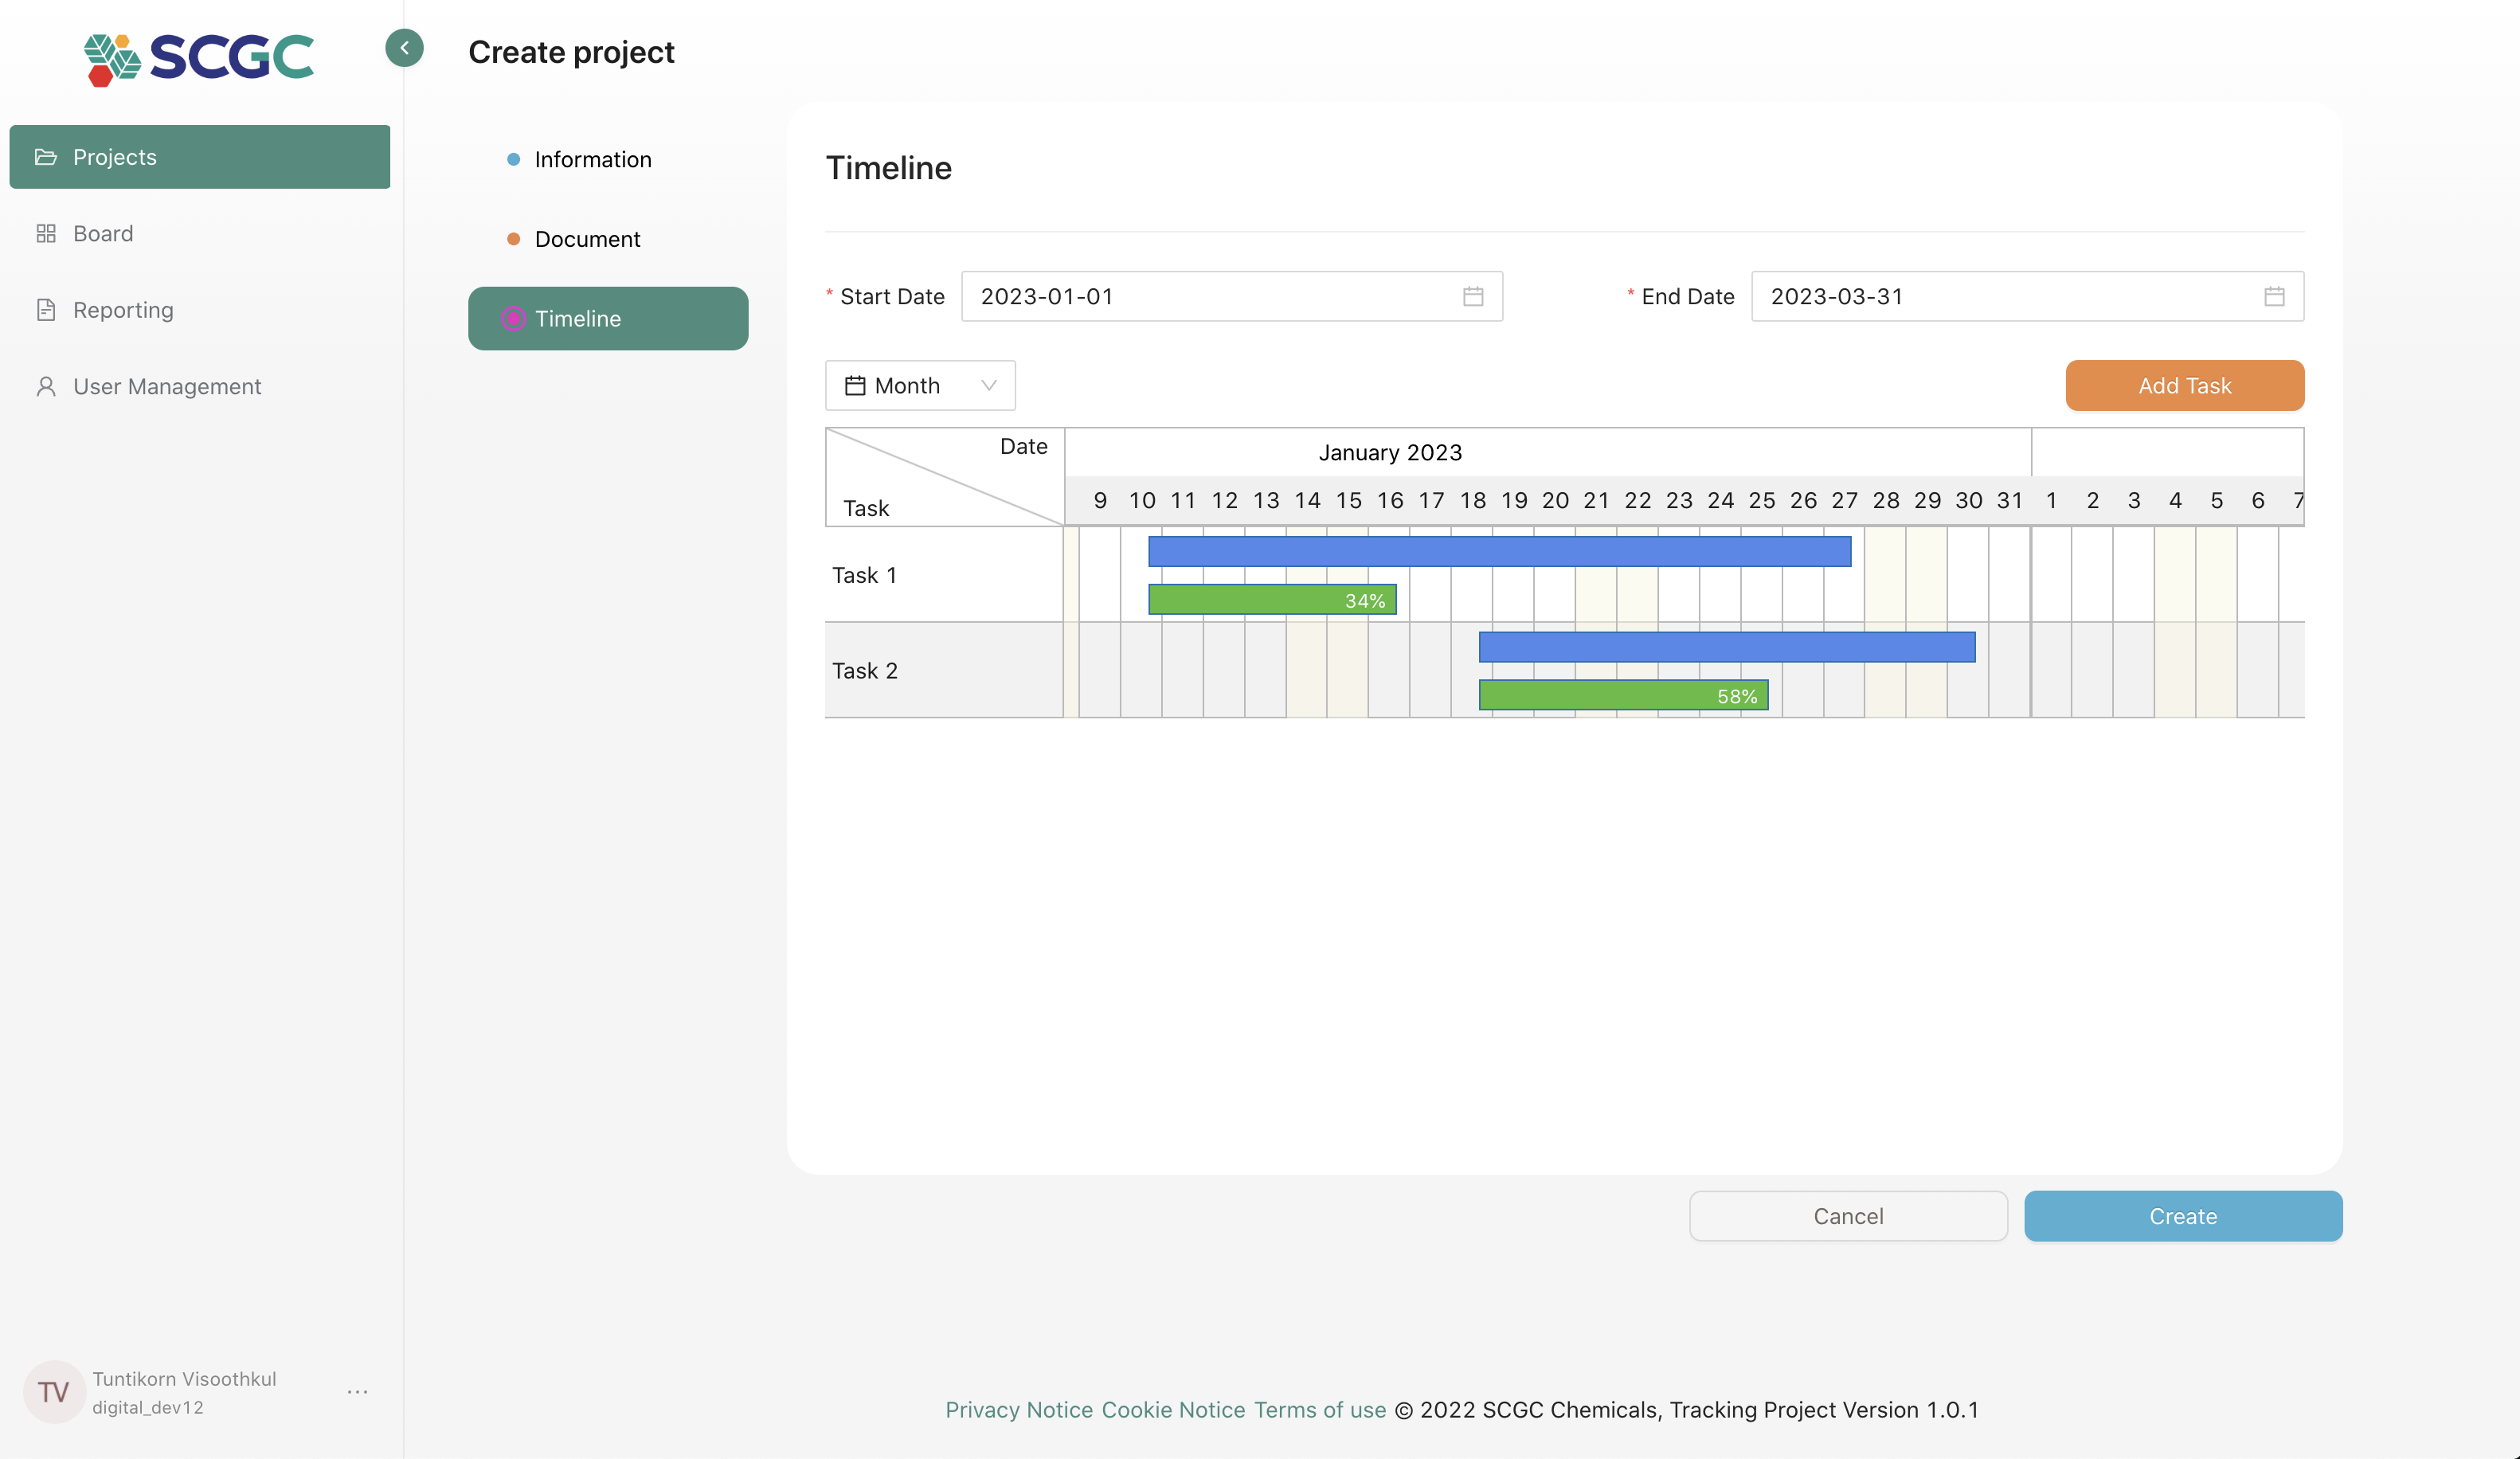 SCGC
Create project
Projects
Board
Reporting
User Management
Information
Document
Timeline
Timeline
* Start Date 2023-01-01
* End Date 2023-03-31
Month
Add Task
Date
Task
January 2023
9 10 11 12 13 14 15 16 17 18 19 20 21 22 23 24 25 26 27 28 29 30 31 1 2 3 4 5 6 7
Task 1
34%
Task 2
58%
Cancel
Create
TV
Tuntikorn Visoothkul
digital_dev12
...
Privacy Notice Cookie Notice Terms of use © 2022 SCGC Chemicals, Tracking Project Version 1.0.1